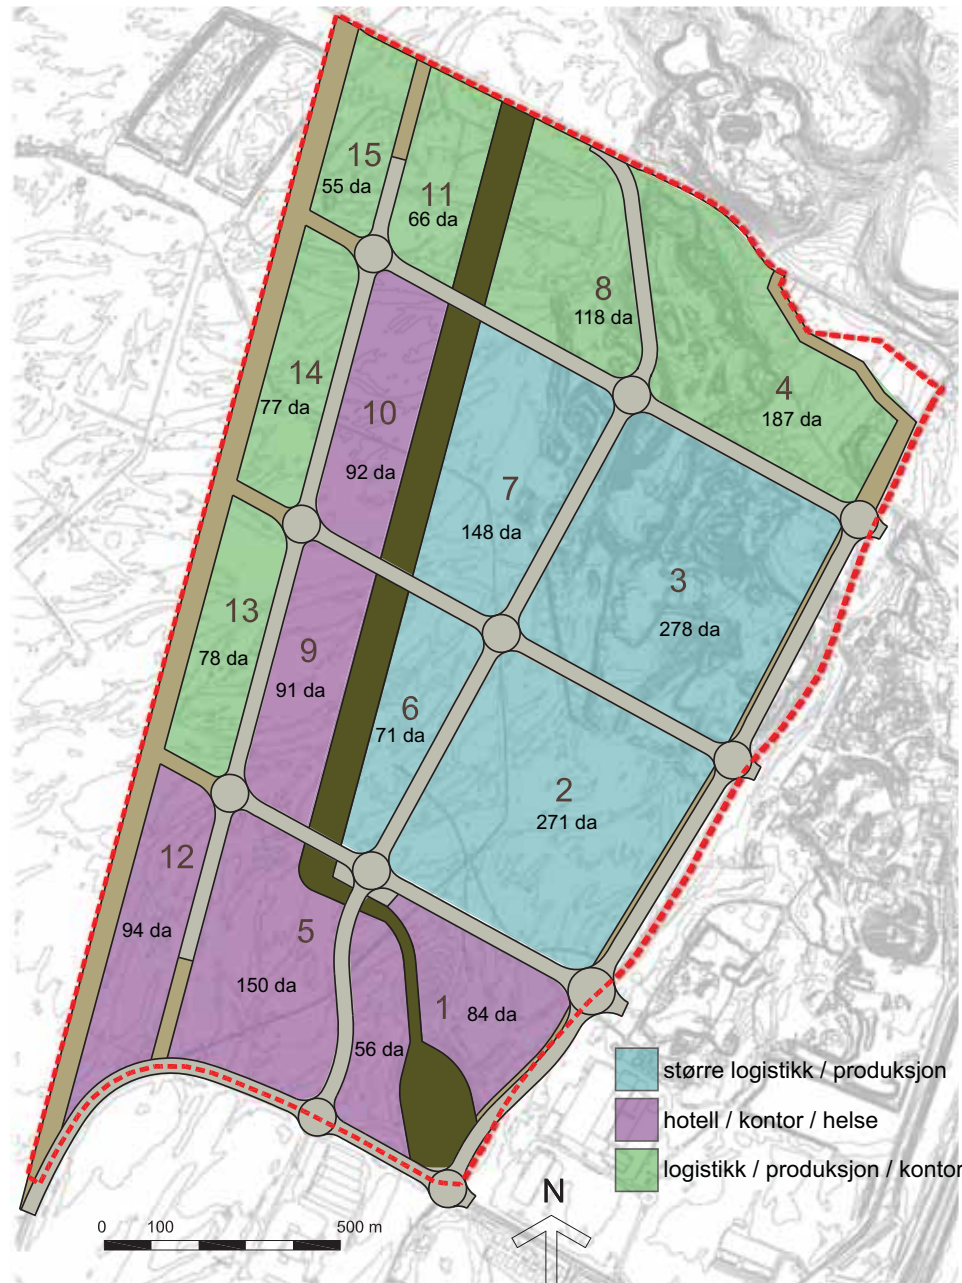 15
55 da
11
66 da
8
118 da
4
187 da
14
77 da
10
92 da
7
148 da
3
278 da
13
78 da
9
91 da
6
71 da
2
271 da
12
94 da
5
150 da
1
84 da
56 da
større logistikk / produksjon
hotell / kontor / helse
logistikk / produksjon / kontor
N
0 100 500 m